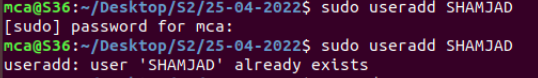 mca@S36:~/Desktop/S2/25-04-2022$ sudo useradd SHAMJAD
[sudo] password for mca:
mca@S36:~/Desktop/S2/25-04-2022$ sudo useradd SHAMJAD
useradd: user 'SHAMJAD' already exists